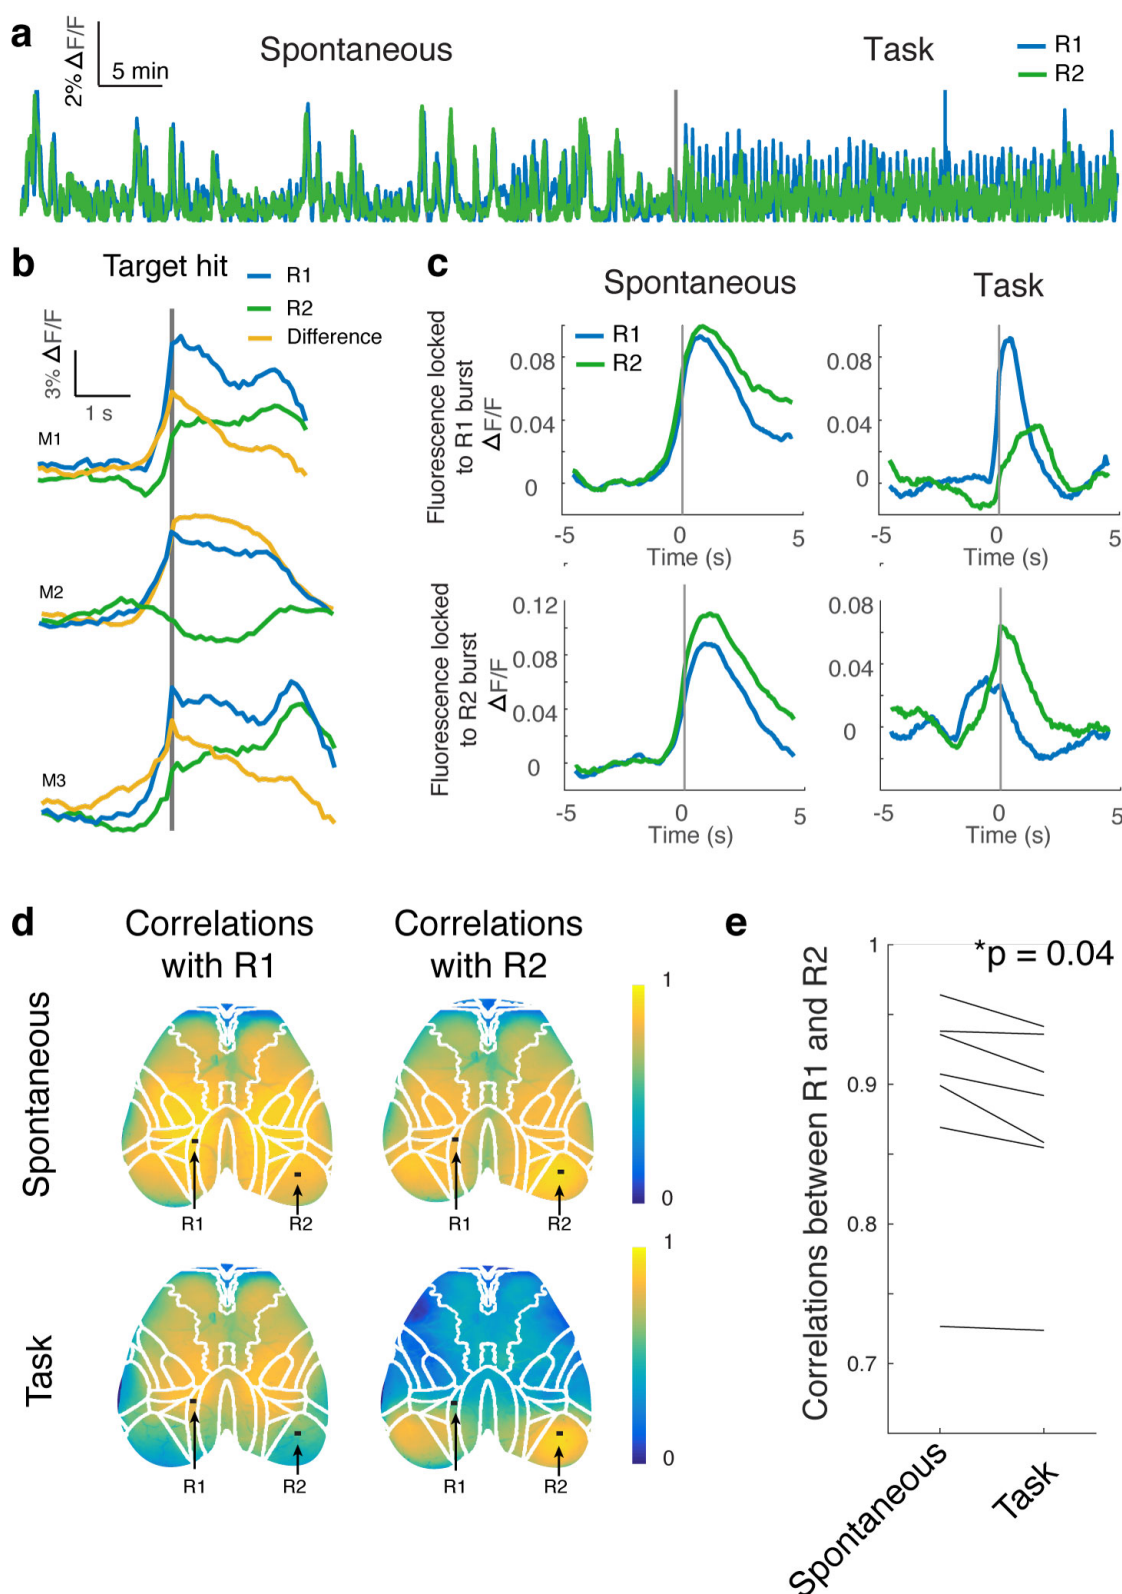 a
2% ΔF/F
5 min
Spontaneous
Task
R1
R2
b
Target hit
R1
R2
Difference
3% ΔF/F
1 s
M1
M2
M3
c
Spontaneous
Task
R1
R2
Fluorescence locked
to R1 burst
ΔF/F
0.08
0.04
0
-5
0
5
Time (s)
0.08
0.04
0
-5
0
5
Time (s)
Fluorescence locked
to R2 burst
ΔF/F
0.12
0.08
0.04
0
-5
0
5
Time (s)
0.08
0.04
0
-5
0
5
Time (s)
d
Correlations
with R1
Correlations
with R2
Spontaneous
R1
R2
R1
R2
1
0
Task
R1
R2
R1
R2
1
0
e
Correlations between R1 and R2
*p = 0.04
1
0.9
0.8
0.7
Spontaneous
Task